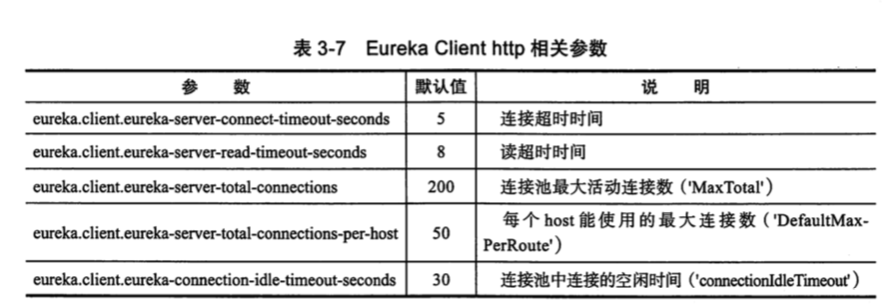 表 3-7 Eureka Client http 相关参数
参 数 默认值 说 明
eureka.client.eureka-server-connect-timeout-seconds 5 连接超时时间
eureka.client.eureka-server-read-timeout-seconds 8 读超时时间
eureka.client.eureka-server-total-connections 200 连接池最大活动连接数 ('MaxTotal')
eureka.client.eureka-server-total-connections-per-host 50 每个 host 能使用的最大连接数 ('DefaultMax-
PerRoute')
eureka.client.eureka-connection-idle-timeout-seconds 30 连接池中连接的空闲时间 ('connectionIdleTimeout')